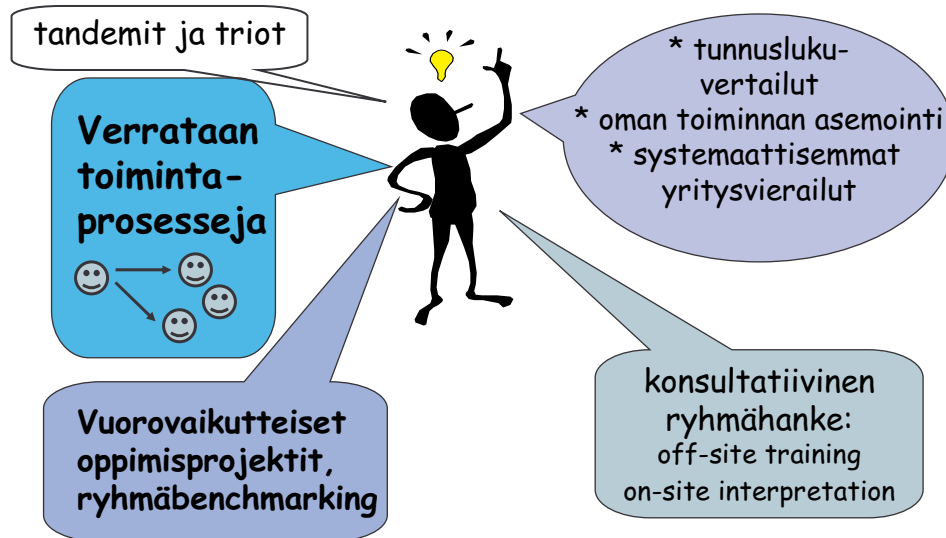 tandemit ja triot
Verrataan
toiminta-
prosesseja
* tunnusluku-
vertailut
* oman toiminnan asemointi
* systemaattisemmat
yritysvierailut
Vuorovaikutteiset
oppimisprojektit,
ryhmäbenchmarking
konsultatiivinen
ryhmähanke:
off-site training
on-site interpretation